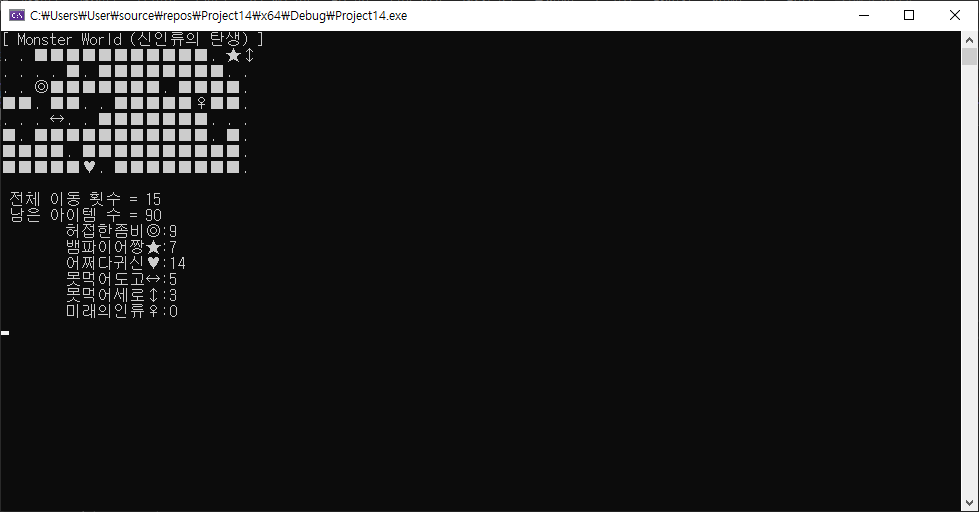 C:₩Users₩User₩source₩repos₩Project14₩x64₩Debug₩Project14.exe
[ Monster World (신인류의 탄생) ]
. . ■■■■■■■■■■■. ★↕
. . . . ■. ■■■■■■■■. .
. . ◎■■■■■■■. ■■■■.
■■. ■■. . ■■■■■♀■■.
. . . ↔. . ■■■■■■■. . .
■. ■■■■■■■■■■■. ■.
■■■■. ■■■■■■■■■■.
■■■■■♥. ■■■■■■■■.
전체 이동 횟수 = 15
남은 아이템 수 = 90
허접한좀비◎:9
뱀파이어짱★:7
어쩌다귀신♥:14
못먹어도고↔:5
못먹어세로↕:3
미래의인류♀:0